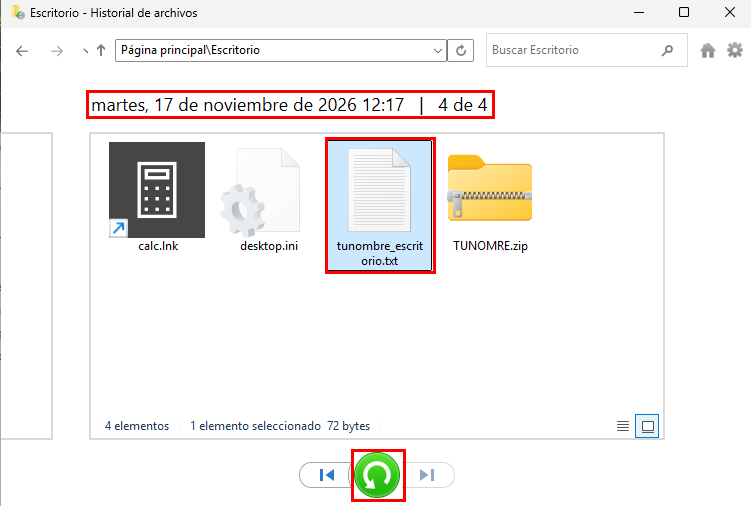 Escritorio - Historial de archivos
Página principal\Escritorio
Buscar Escritorio
martes, 17 de noviembre de 2026 12:17 | 4 de 4
calc.lnk
desktop.ini
tunombre_escrit
orio.txt
TUNOMRE.zip
4 elementos
1 elemento seleccionado 72 bytes